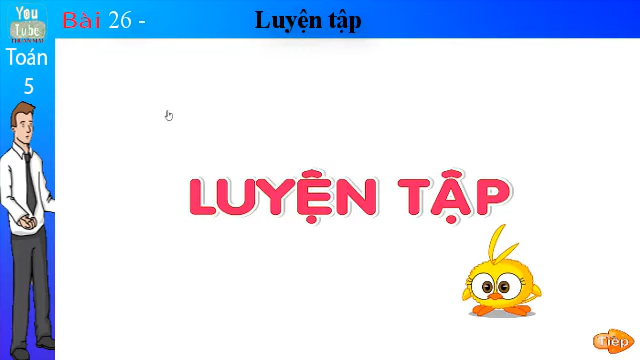 You
Tube
Bài 26 -
Luyện tập
Toán
5
LUYỆN TẬP
Tiếp